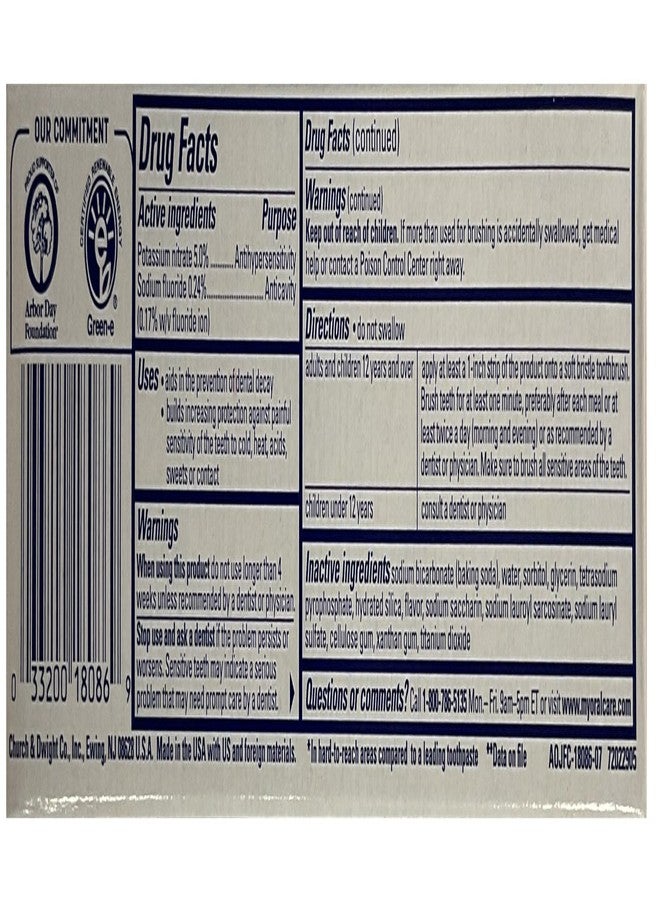 OUR COMMITMENT
PROUD SUPPORTER OF
Arbor Day
Foundation®
CERTIFIED RENEWABLE ENERGY
Green-e®
0 33200 18086 9
Drug Facts
Active ingredients Purpose
Potassium nitrate 5.0% ........ Antihypersensitivity
Sodium fluoride 0.24% ................. Anticavity
(0.17% w/v fluoride ion)
Uses • aids in the prevention of dental decay
• builds increasing protection against painful
sensitivity of the teeth to cold, heat, acids,
sweets or contact
Warnings
When using this product do not use longer than 4
weeks unless recommended by a dentist or physician.
Stop use and ask a dentist if the problem persists or
worsens. Sensitive teeth may indicate a serious
problem that may need prompt care by a dentist.
Drug Facts (continued)
Warnings (continued)
Keep out of reach of children. If more than used for brushing is accidentally swallowed, get medical
help or contact a Poison Control Center right away.
Directions • do not swallow
adults and children 12 years and over
apply at least a 1-inch strip of the product onto a soft bristle toothbrush.
Brush teeth for at least one minute, preferably after each meal or at
least twice a day (morning and evening) or as recommended by a
dentist or physician. Make sure to brush all sensitive areas of the teeth.
children under 12 years
consult a dentist or physician
Inactive ingredients sodium bicarbonate (baking soda), water, sorbitol, glycerin, tetrasodium
pyrophosphate, hydrated silica, flavor, sodium saccharin, sodium lauroyl sarcosinate, sodium lauryl
sulfate, cellulose gum, xanthan gum, titanium dioxide
Questions or comments? Call 1-800-786-5135 Mon.– Fri. 9am–5pm ET or visit www.myoralcare.com
Church & Dwight Co., Inc., Ewing, NJ 08628 U.S.A. Made in the USA with US and foreign materials. *In hard-to-reach areas compared to a leading toothpaste **Data on file AOJFC-18086-07 72022905